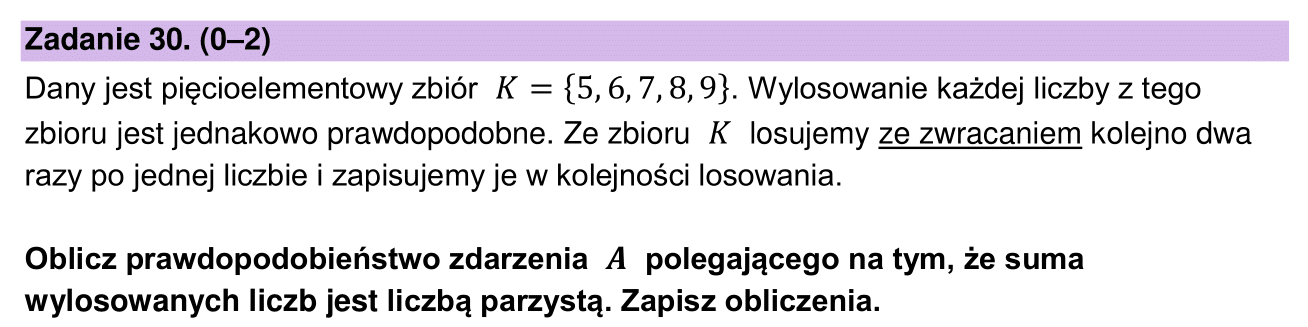 Zadanie 30. (0–2)
Dany jest pięcioelementowy zbiór K = {5, 6, 7, 8, 9}. Wylosowanie każdej liczby z tego
zbioru jest jednakowo prawdopodobne. Ze zbioru K losujemy ze zwracaniem kolejno dwa
razy po jednej liczbie i zapisujemy je w kolejności losowania.
Oblicz prawdopodobieństwo zdarzenia A polegającego na tym, że suma
wylosowanych liczb jest liczbą parzystą. Zapisz obliczenia.